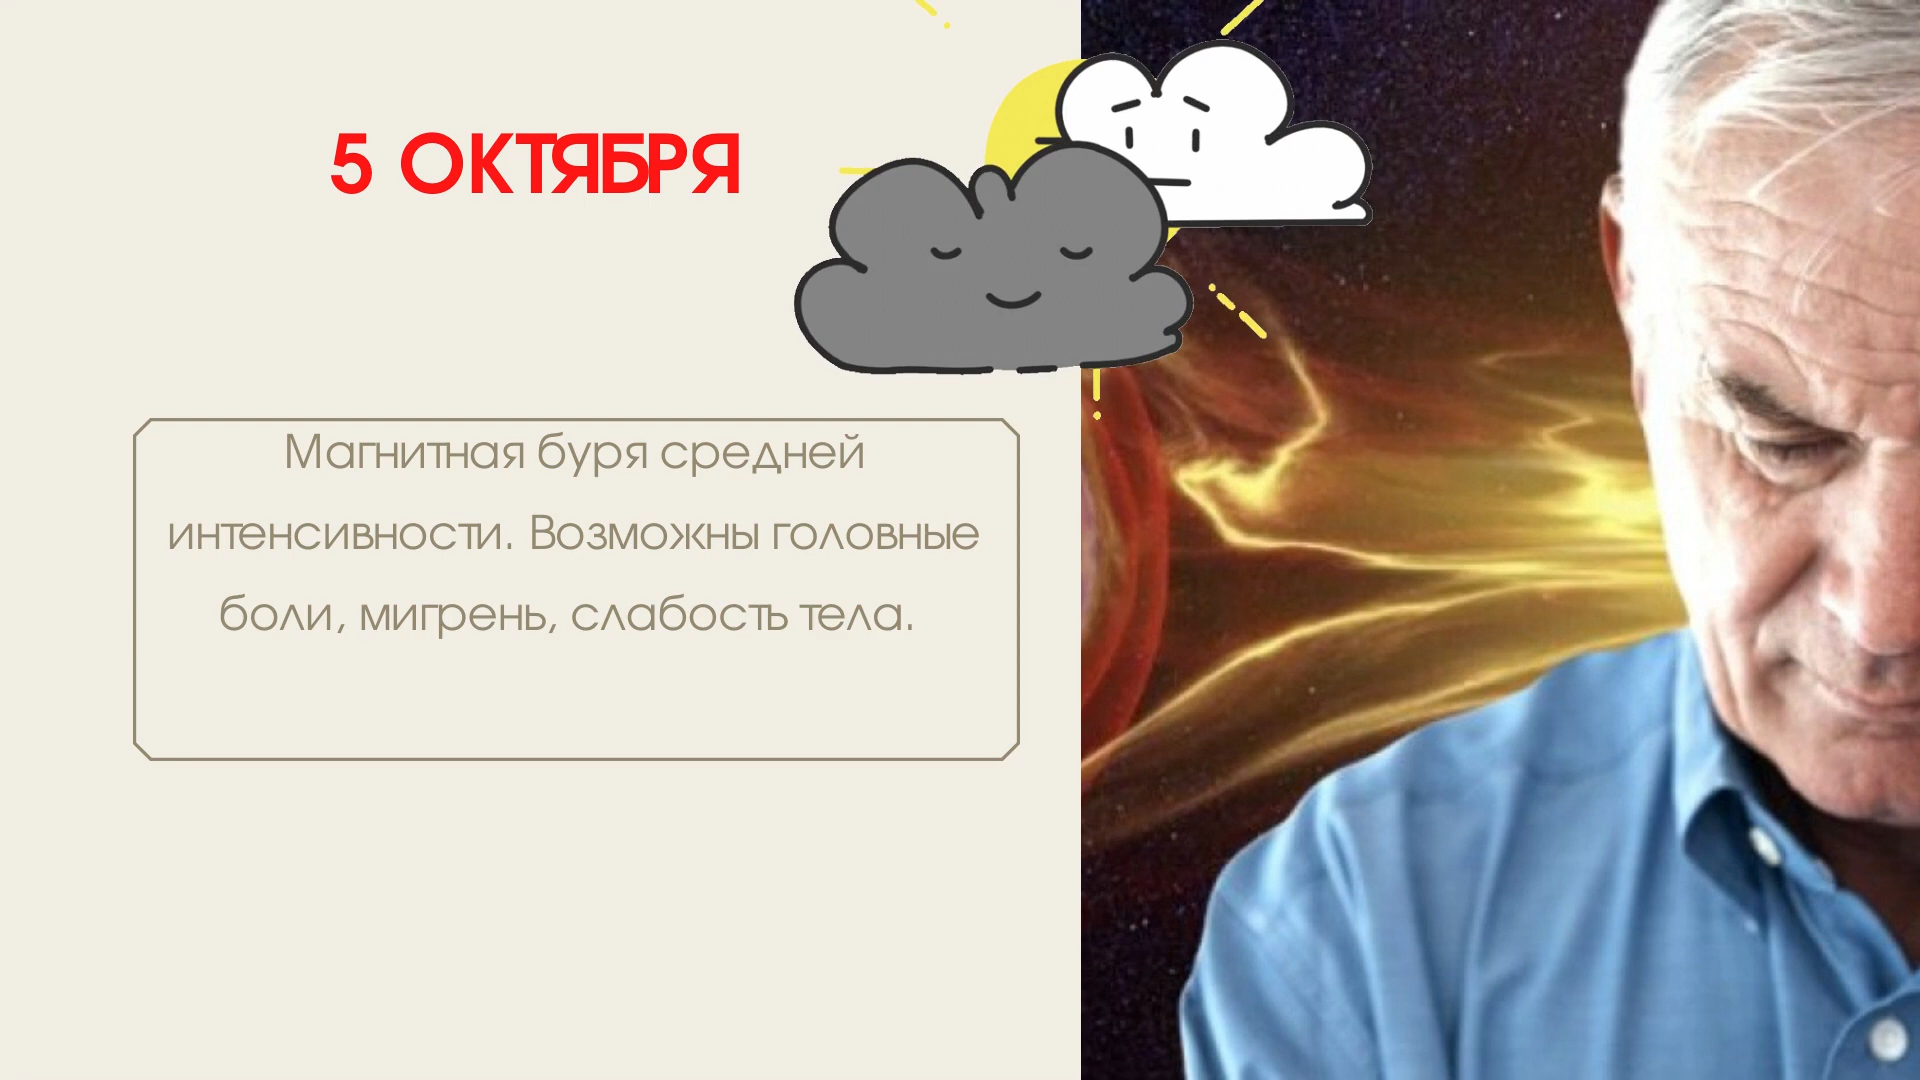 5 ОКТЯБРЯ
Магнитная буря средней
интенсивности. Возможны головные
боли, мигрень, слабость тела.